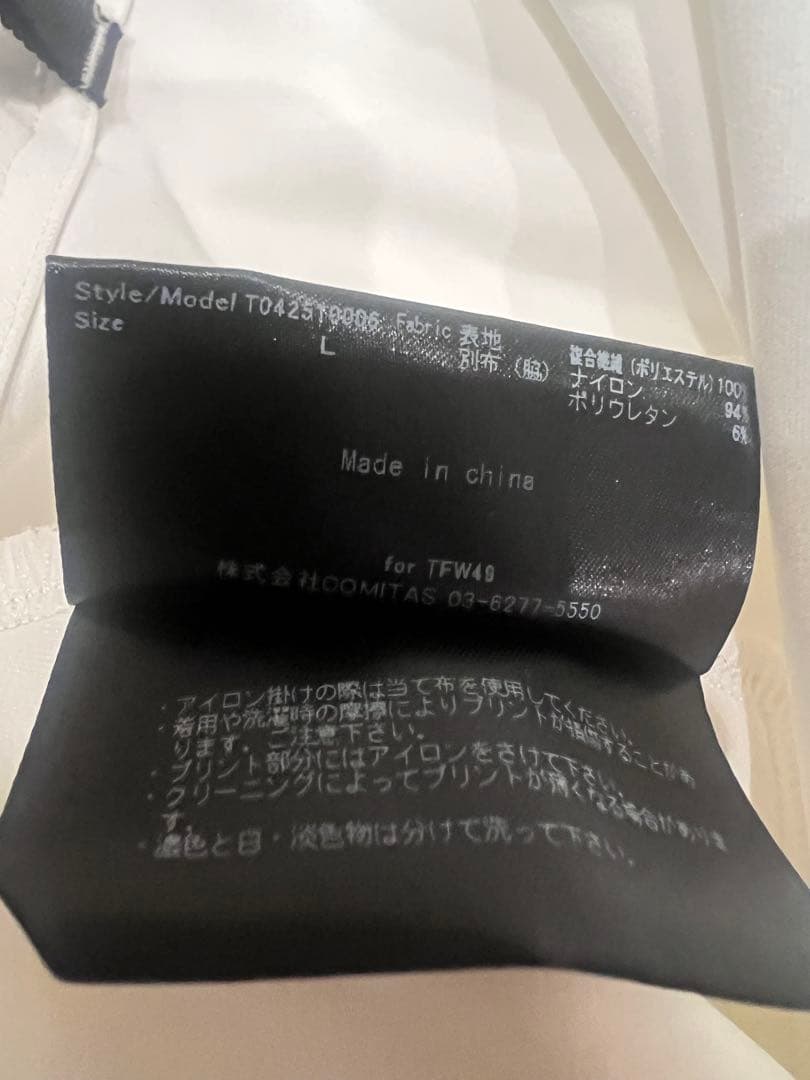 Style/Model T0425T0006 Fabric 表地 複合繊維 (ポリエステル) 100%
Size L 別布 (脇) ナイロン 94%
ポリウレタン 6%
Made in china
for TFW49
株式会社COMITAS 03-6277-5550
・アイロン掛けの際は当て布を使用してください。
・着用や洗濯時の摩擦によりプリントが損傷することがあ
ります。ご注意下さい。
・プリント部分にはアイロンをさけて下さい。
・クリーニングによってプリントが薄くなる場合がありま
す。
・濃色と白・淡色物は分けて洗って下さい。